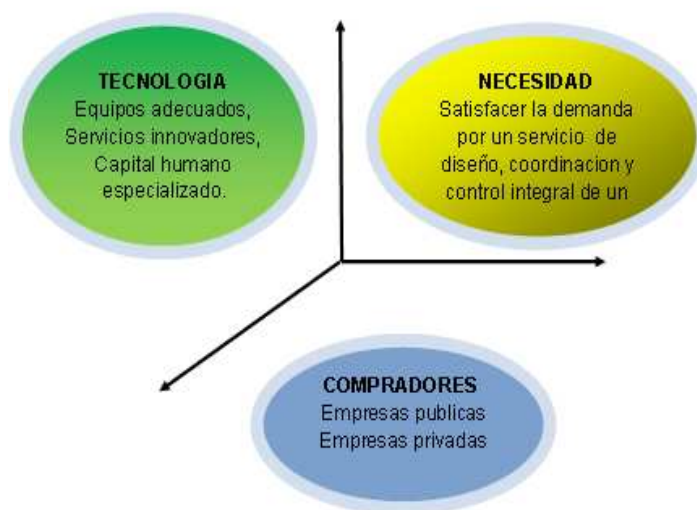 TECNOLOGIA
Equipos adecuados,
Servicios innovadores,
Capital humano
especializado.
NECESIDAD
Satisfacer la demanda
por un servicio de
diseño, coordinacion y
control integral de un
COMPRADORES
Empresas publicas
Empresas privadas